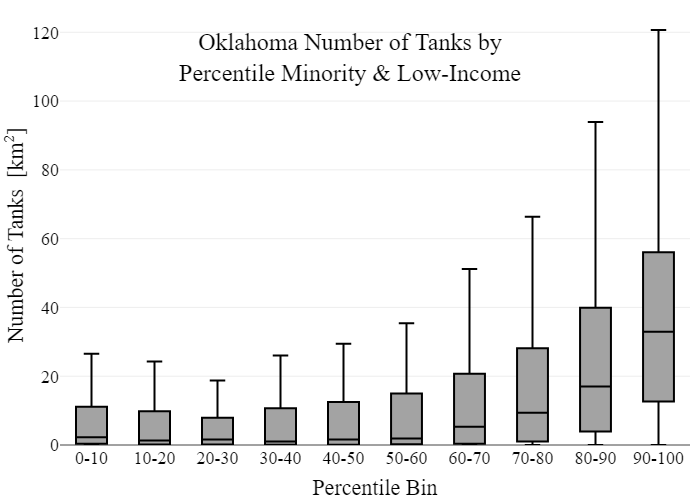 Oklahoma Number of Tanks by
Percentile Minority & Low-Income
Number of Tanks [km²]
120
100
80
60
40
20
0
0-10 10-20 20-30 30-40 40-50 50-60 60-70 70-80 80-90 90-100
Percentile Bin